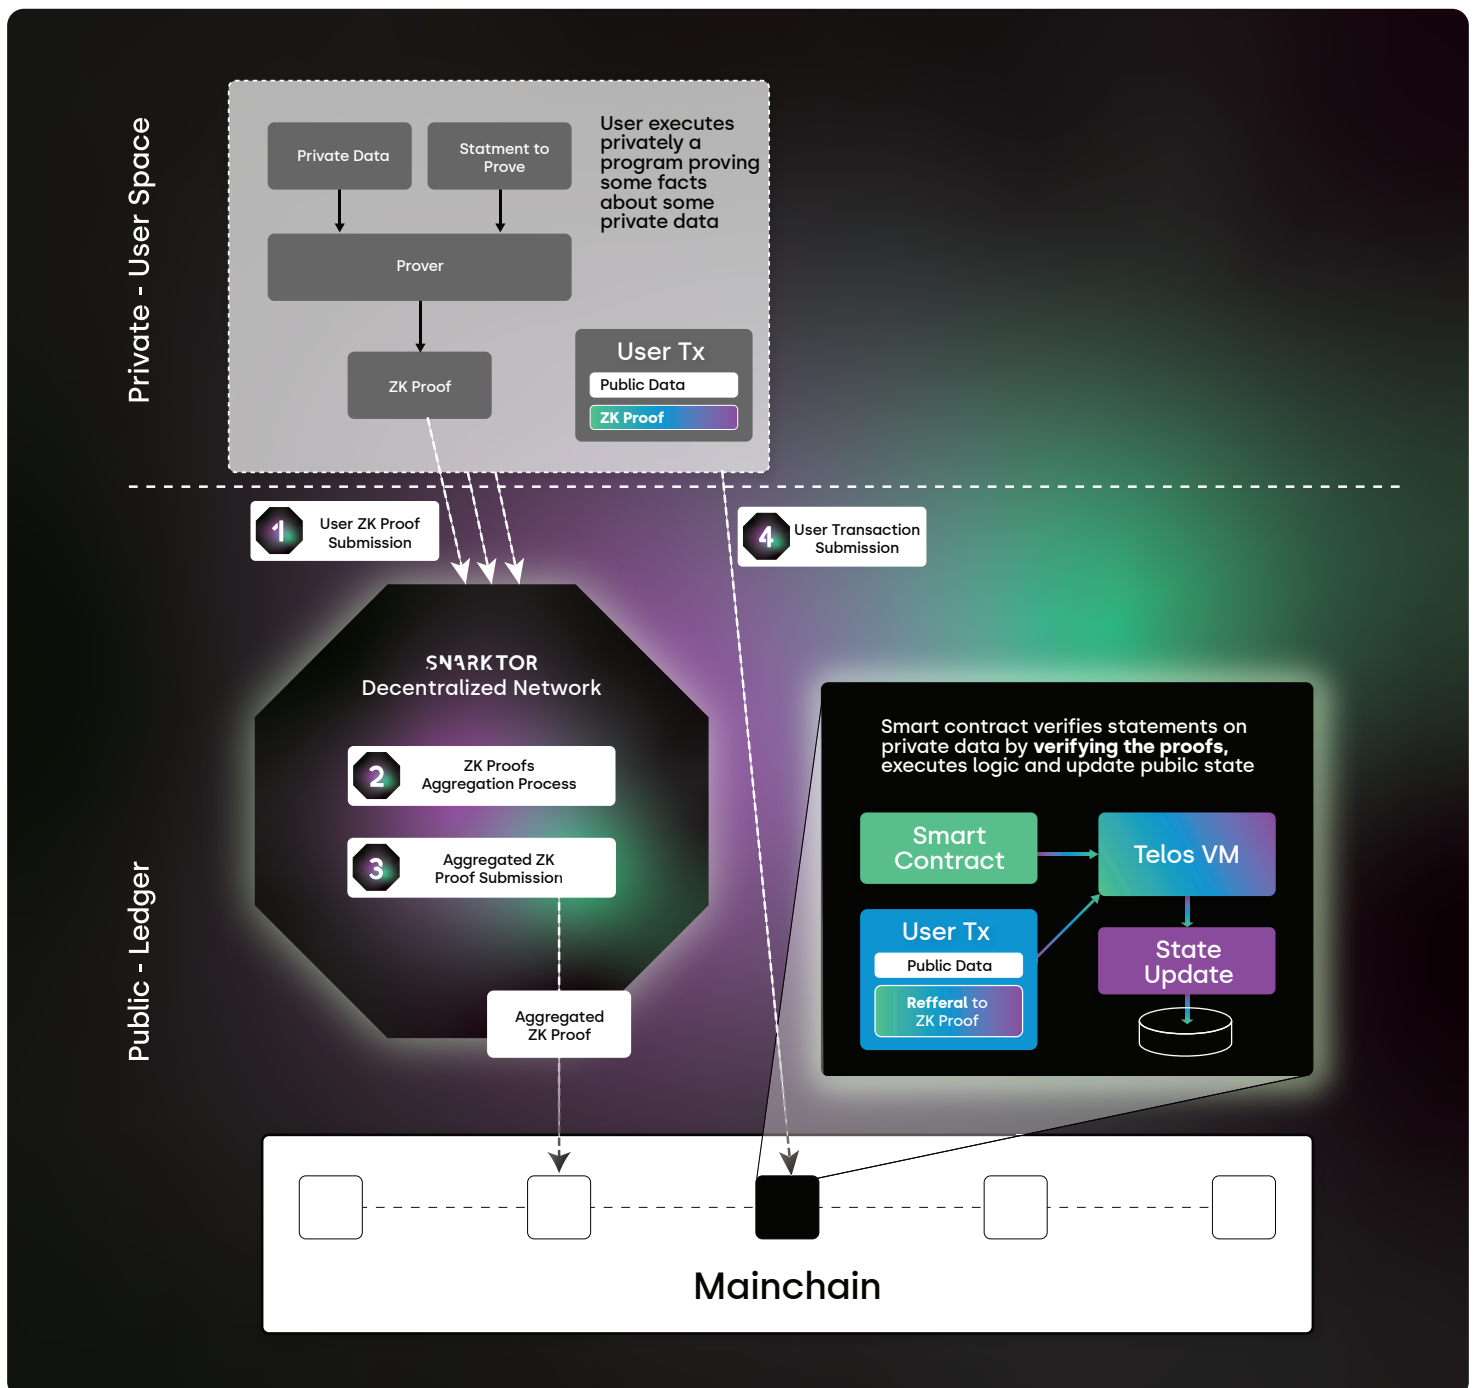 Private - User Space
Private Data
Statment to
Prove
User executes
privately a
program proving
some facts
about some
private data
Prover
ZK Proof
User Tx
Public Data
ZK Proof
1
User ZK Proof
Submission
4
User Transaction
Submission
Public - Ledger
SNARKTOR
Decentralized Network
2
ZK Proofs
Aggregation Process
3
Aggregated ZK
Proof Submission
Aggregated
ZK Proof
Smart contract verifies statements on
private data by verifying the proofs,
executes logic and update pubilc state
Smart
Contract
Telos VM
User Tx
Public Data
Refferal to
ZK Proof
State
Update
Mainchain